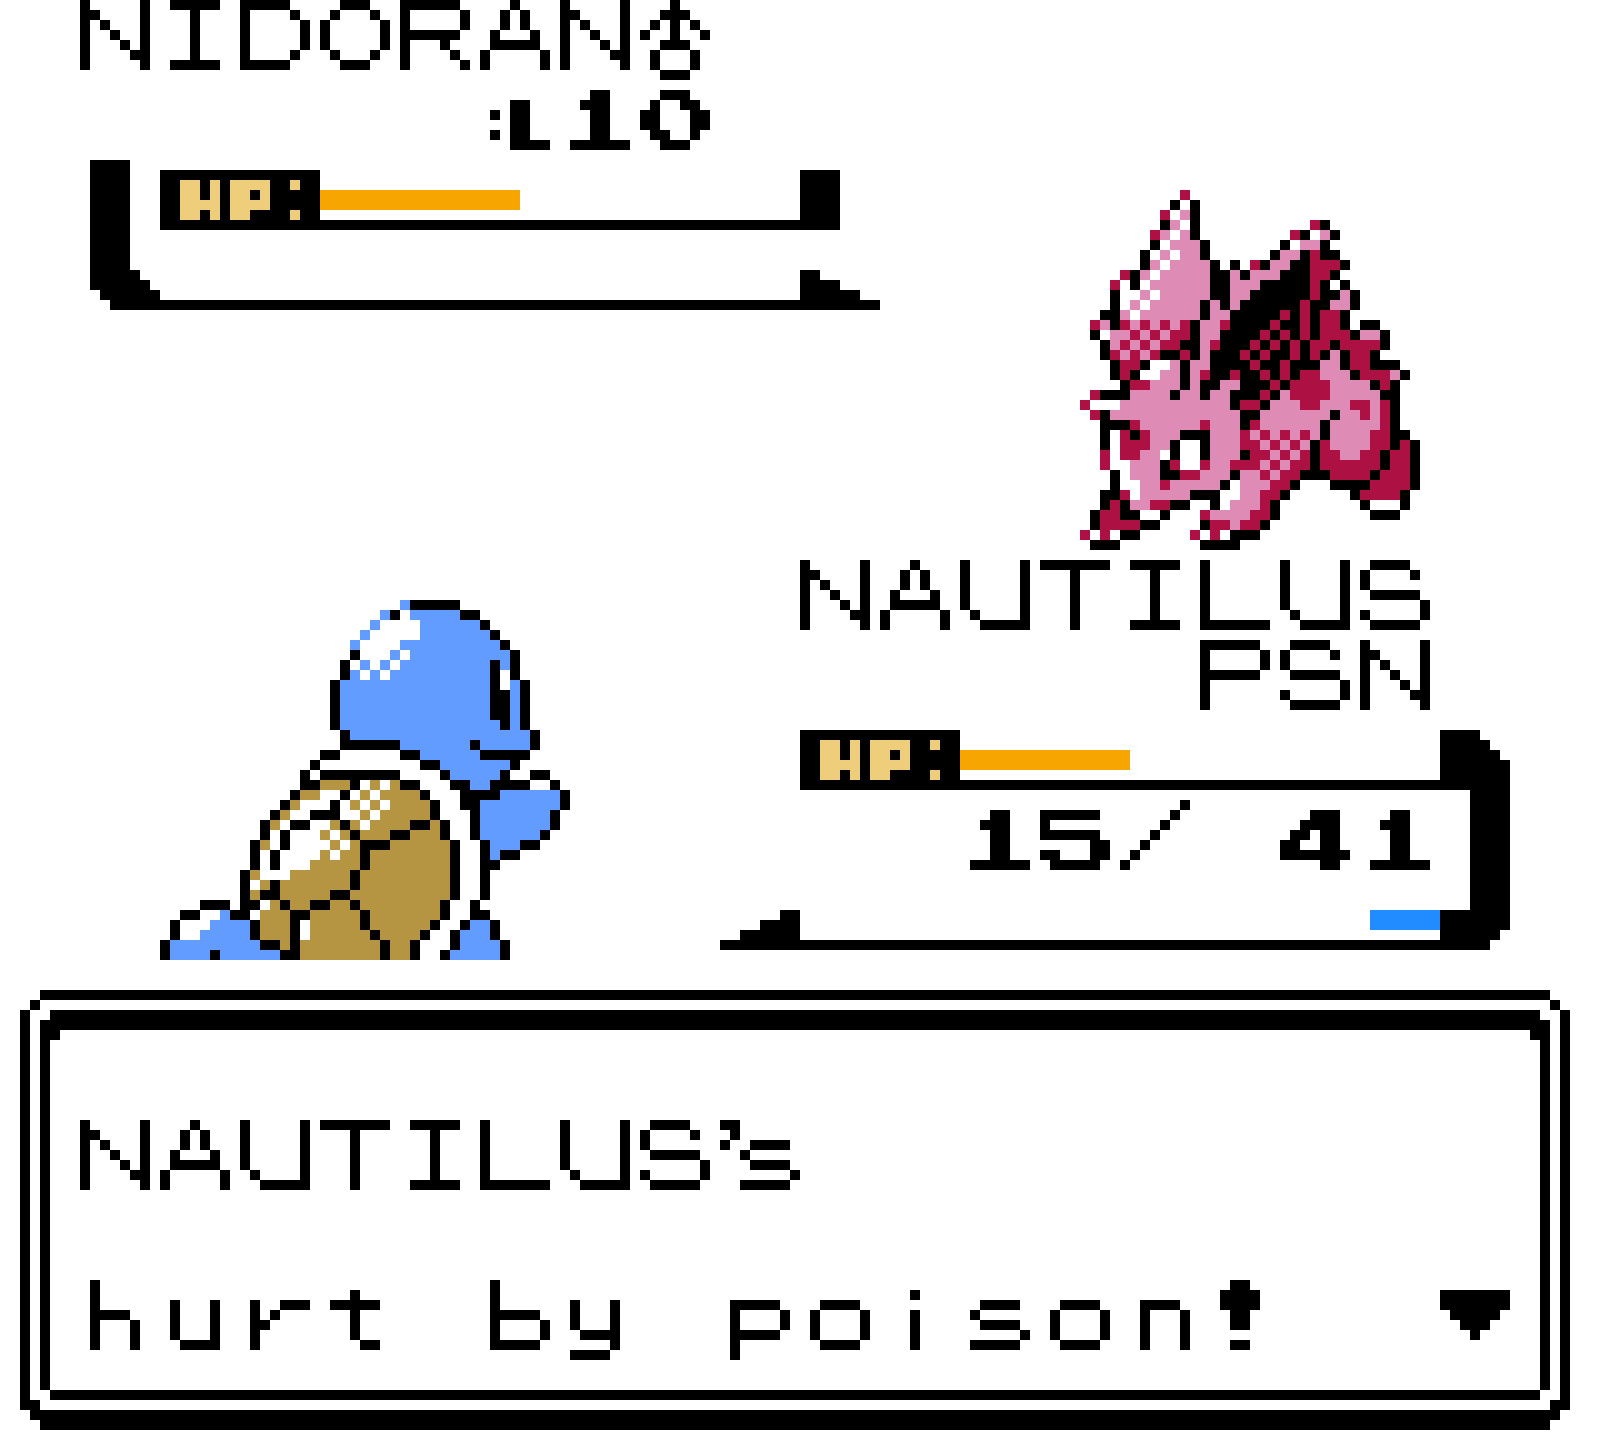 NIDORAN♂
:L10
HP:
NAUTILUS
PSN
HP:
15/ 41
NAUTILUS's
hurt by poison!